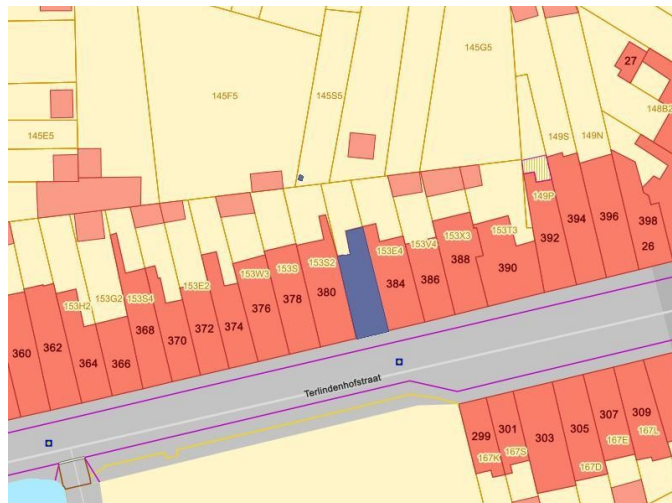 27
145G5
148B2
145F5
145S5
145E5
149S
149N
149P
153E4
153V4
153X3
153T3
392
394
396
398
26
153W3
153S
153S2
384
386
388
390
153H2
153G2
153S4
153E2
376
378
380
360
362
364
366
368
370
372
374
Terlindenhofstraat
299
301
303
305
307
309
167K
167S
167D
167E
167L